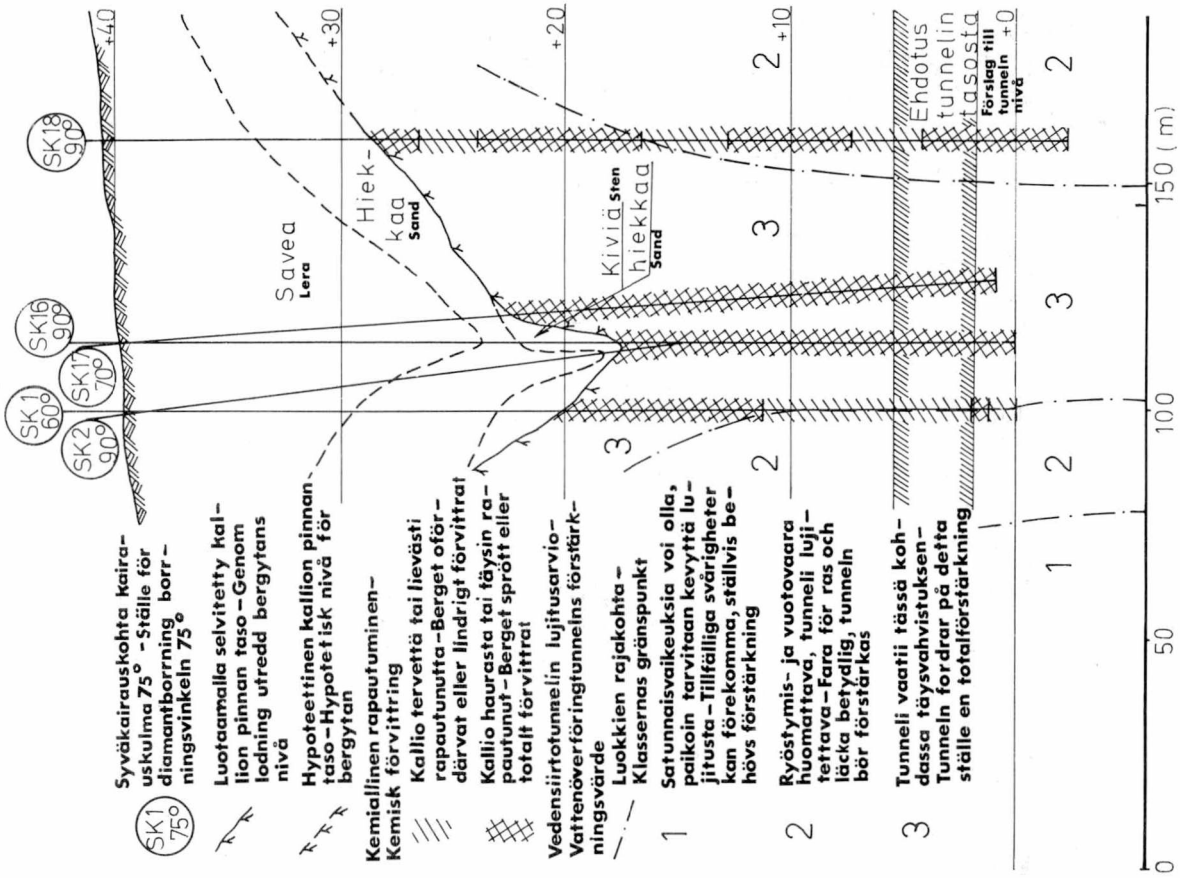 SK1
75°
Syväkairauskohta kaira-
uskulma 75° - Ställe för
diamantborrning borr-
ningsvinkeln 75°
Luotaamalla selvitetty kal-
lion pinnan taso - Genom
lodning utredd bergytans
nivå
Hypoteettinen kallion pinnan
taso - Hypotetisk nivå för
bergytan
Kemiallinen rapautuminen-
Kemisk förvittring
Kallio tervettä tai lievästi
rapautunutta - Berget oför-
därvat eller lindrigt förvittrat
Kallio haurasta tai täysin ra-
pautunut - Berget sprött eller
totalt förvittrat
Vedensiirtotunnelin lujitusarvio-
Vattenöverföringtunnelns förstärk-
ningsvärde
Luokkien rajakohta -
Klassernas gränspunkt
1
Satunnaisvaikeuksia voi olla,
paikoin tarvitaan kevyttä lu-
jitusta - Tillfälliga svårigheter
kan förekomma, ställvis be-
hövs förstärkning
2
Ryöstymis- ja vuotovaara
huomattava, tunneli luji-
tettava - Fara för ras och
läcka betydlig, tunneln
bör förstärkas
3
Tunneli vaatii tässä koh-
dassa täysvahvistuksen -
Tunneln fordrar på detta
ställe en totalförstärkning
SK2
90°
SK1
60°
SK17
70°
SK16
90°
SK18
90°
+40
+30
+20
+10
+0
Savea
Lera
Hiek-
kaa
Sand
Kiviä Sten
hiekkaa
Sand
3
2
3
2
Ehdotus
tunnelin
tasosta
Förslag till
tunneln
nivå
1
2
3
2
0
50
100
150 (m)